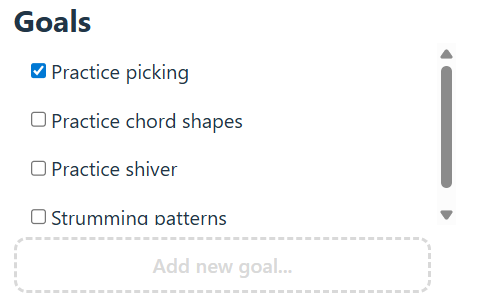 Goals
Practice picking
Practice chord shapes
Practice shiver
Strumming patterns
Add new goal...